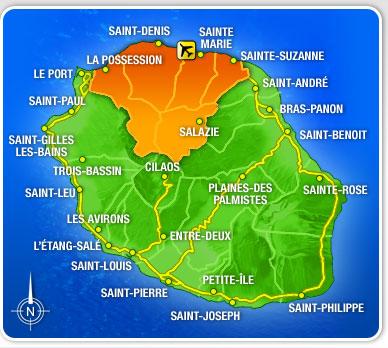 SAINT-DENIS
SAINTE
MARIE
LA POSSESSION
SAINTE-SUZANNE
LE PORT
SAINT-ANDRÉ
SAINT-PAUL
BRAS-PANON
SALAZIE
SAINT-BENOIT
SAINT-GILLES
LES-BAINS
TROIS-BASSIN
CILAOS
SAINT-LEU
PLAINES-DES
PALMISTES
SAINTE-ROSE
LES AVIRONS
L'ÉTANG-SALÉ
ENTRE-DEUX
SAINT-LOUIS
SAINT-PIERRE
PETITE-ÎLE
SAINT-PHILIPPE
SAINT-JOSEPH
N